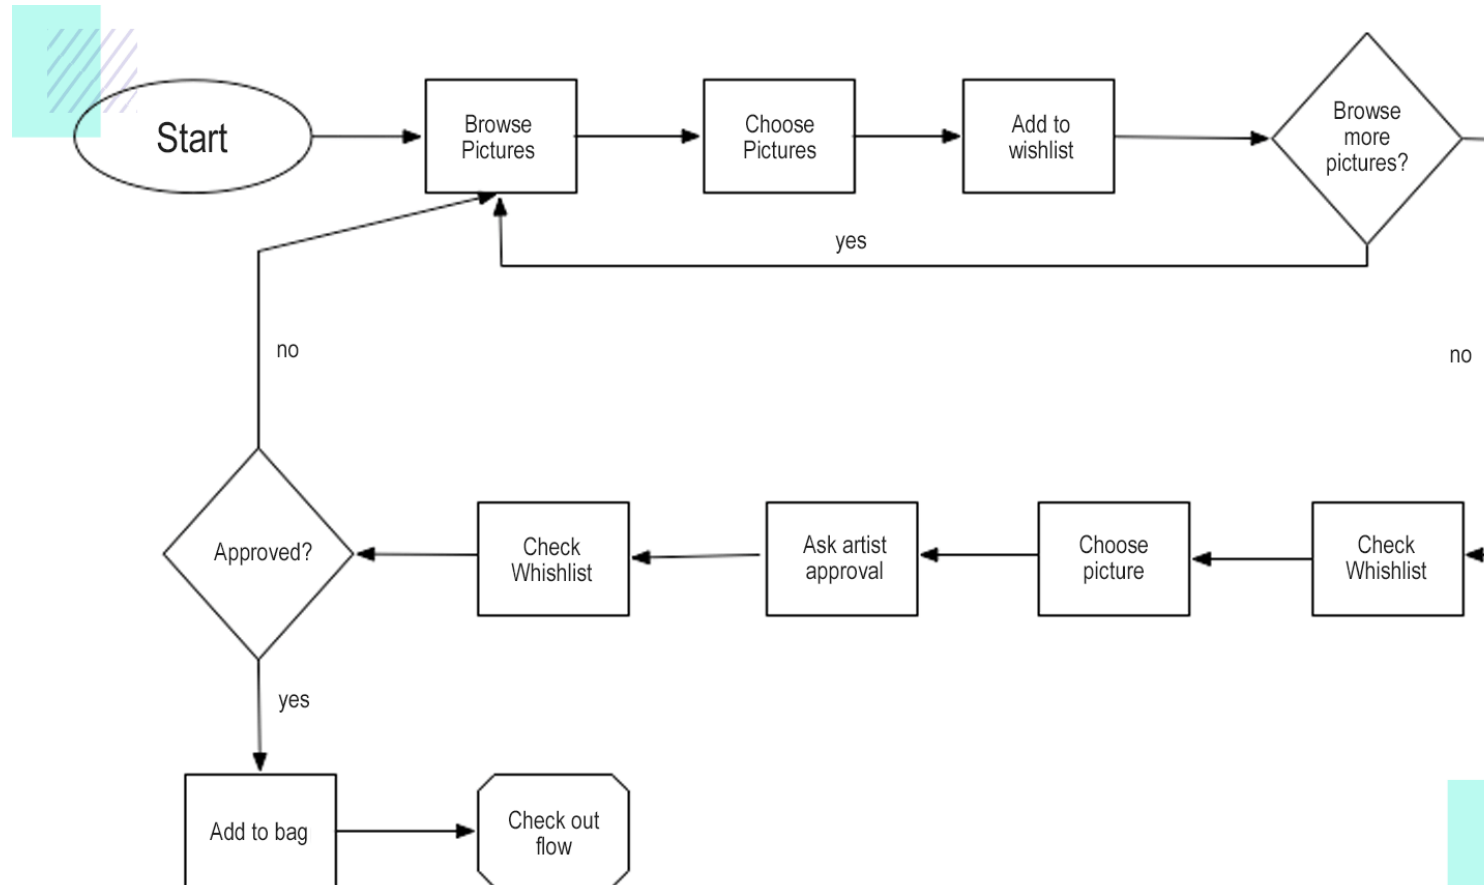 Start
Browse
Pictures
Choose
Pictures
Add to
wishlist
Browse
more
pictures?
yes
no
no
Approved?
Check
Whishlist
Ask artist
approval
Choose
picture
Check
Whishlist
yes
Add to bag
Check out
flow